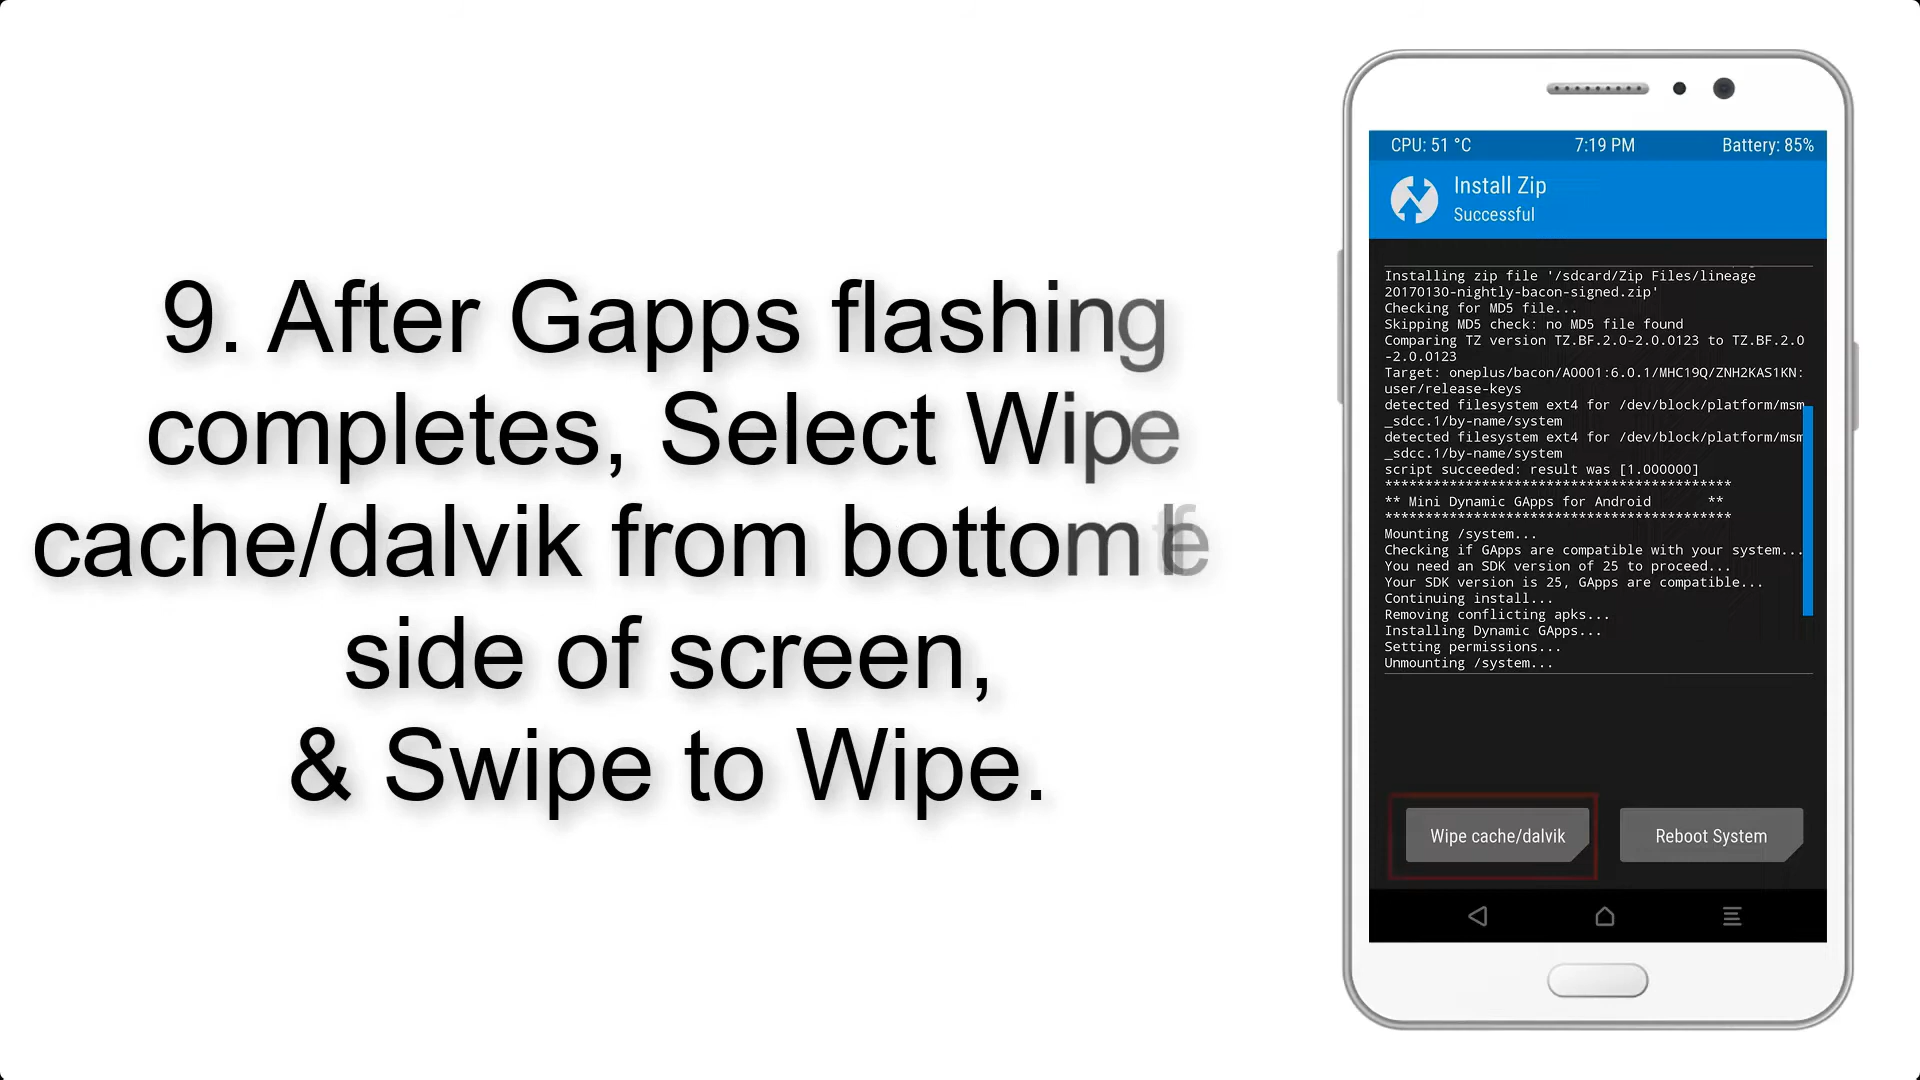 9. After Gapps flashing
completes, Select Wipe
cache/dalvik from bottom
side of screen,
& Swipe to Wipe.
CPU: 51 °C 7:19 PM Battery: 85%
Install Zip
Successful
Installing zip file '/sdcard/Zip Files/lineage
20170130-nightly-bacon-signed.zip'
Checking for MD5 file...
Skipping MD5 check: no MD5 file found
Comparing TZ version TZ.BF.2.0-2.0.0123 to TZ.BF.2.0
-2.0.0123
Target: oneplus/bacon/A0001:6.0.1/MHC19Q/ZNH2KAS1KN:
user/release-keys
detected filesystem ext4 for /dev/block/platform/msm
_sdcc.1/by-name/system
detected filesystem ext4 for /dev/block/platform/msm
_sdcc.1/by-name/system
script succeeded: result was [1.000000]
*******************************************
** Mini Dynamic GApps for Android **
*******************************************
Mounting /system...
Checking if GApps are compatible with your system...
You need an SDK version of 25 to proceed...
Your SDK version is 25, GApps are compatible...
Continuing install...
Removing conflicting apks...
Installing Dynamic GApps...
Setting permissions...
Unmounting /system...
Wipe cache/dalvik Reboot System